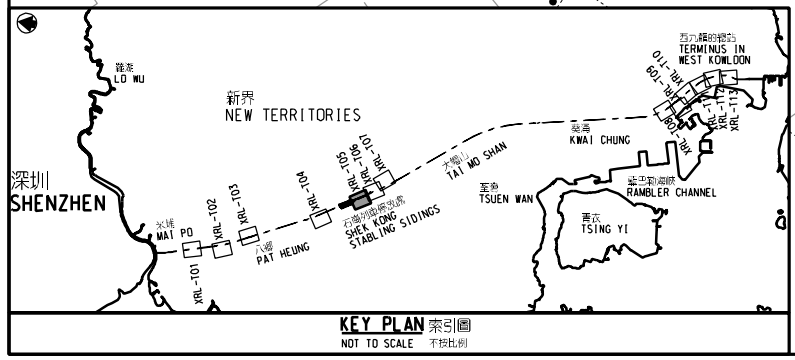 羅湖
LO WU
新界
NEW TERRITORIES
深圳
SHENZHEN
米埔
MAI PO
XRL-T01
XRL-T02
XRL-T03
八鄉
PAT HEUNG
XRL-T04
XRL-T05
XRL-T06
XRL-T07
石崗列車停放處
SHEK KONG
STABLING SIDINGS
大帽山
TAI MO SHAN
葵涌
KWAI CHUNG
西九龍的總站
TERMINUS IN
WEST KOWLOON
XRL-T08
XRL-T09
XRL-T10
XRL-T12
XRL-T13
藍巴勒海峽
RAMBLER CHANNEL
TSUEN WAN
青衣
TSING YI
KEY PLAN 索引圖
NOT TO SCALE 不按比例